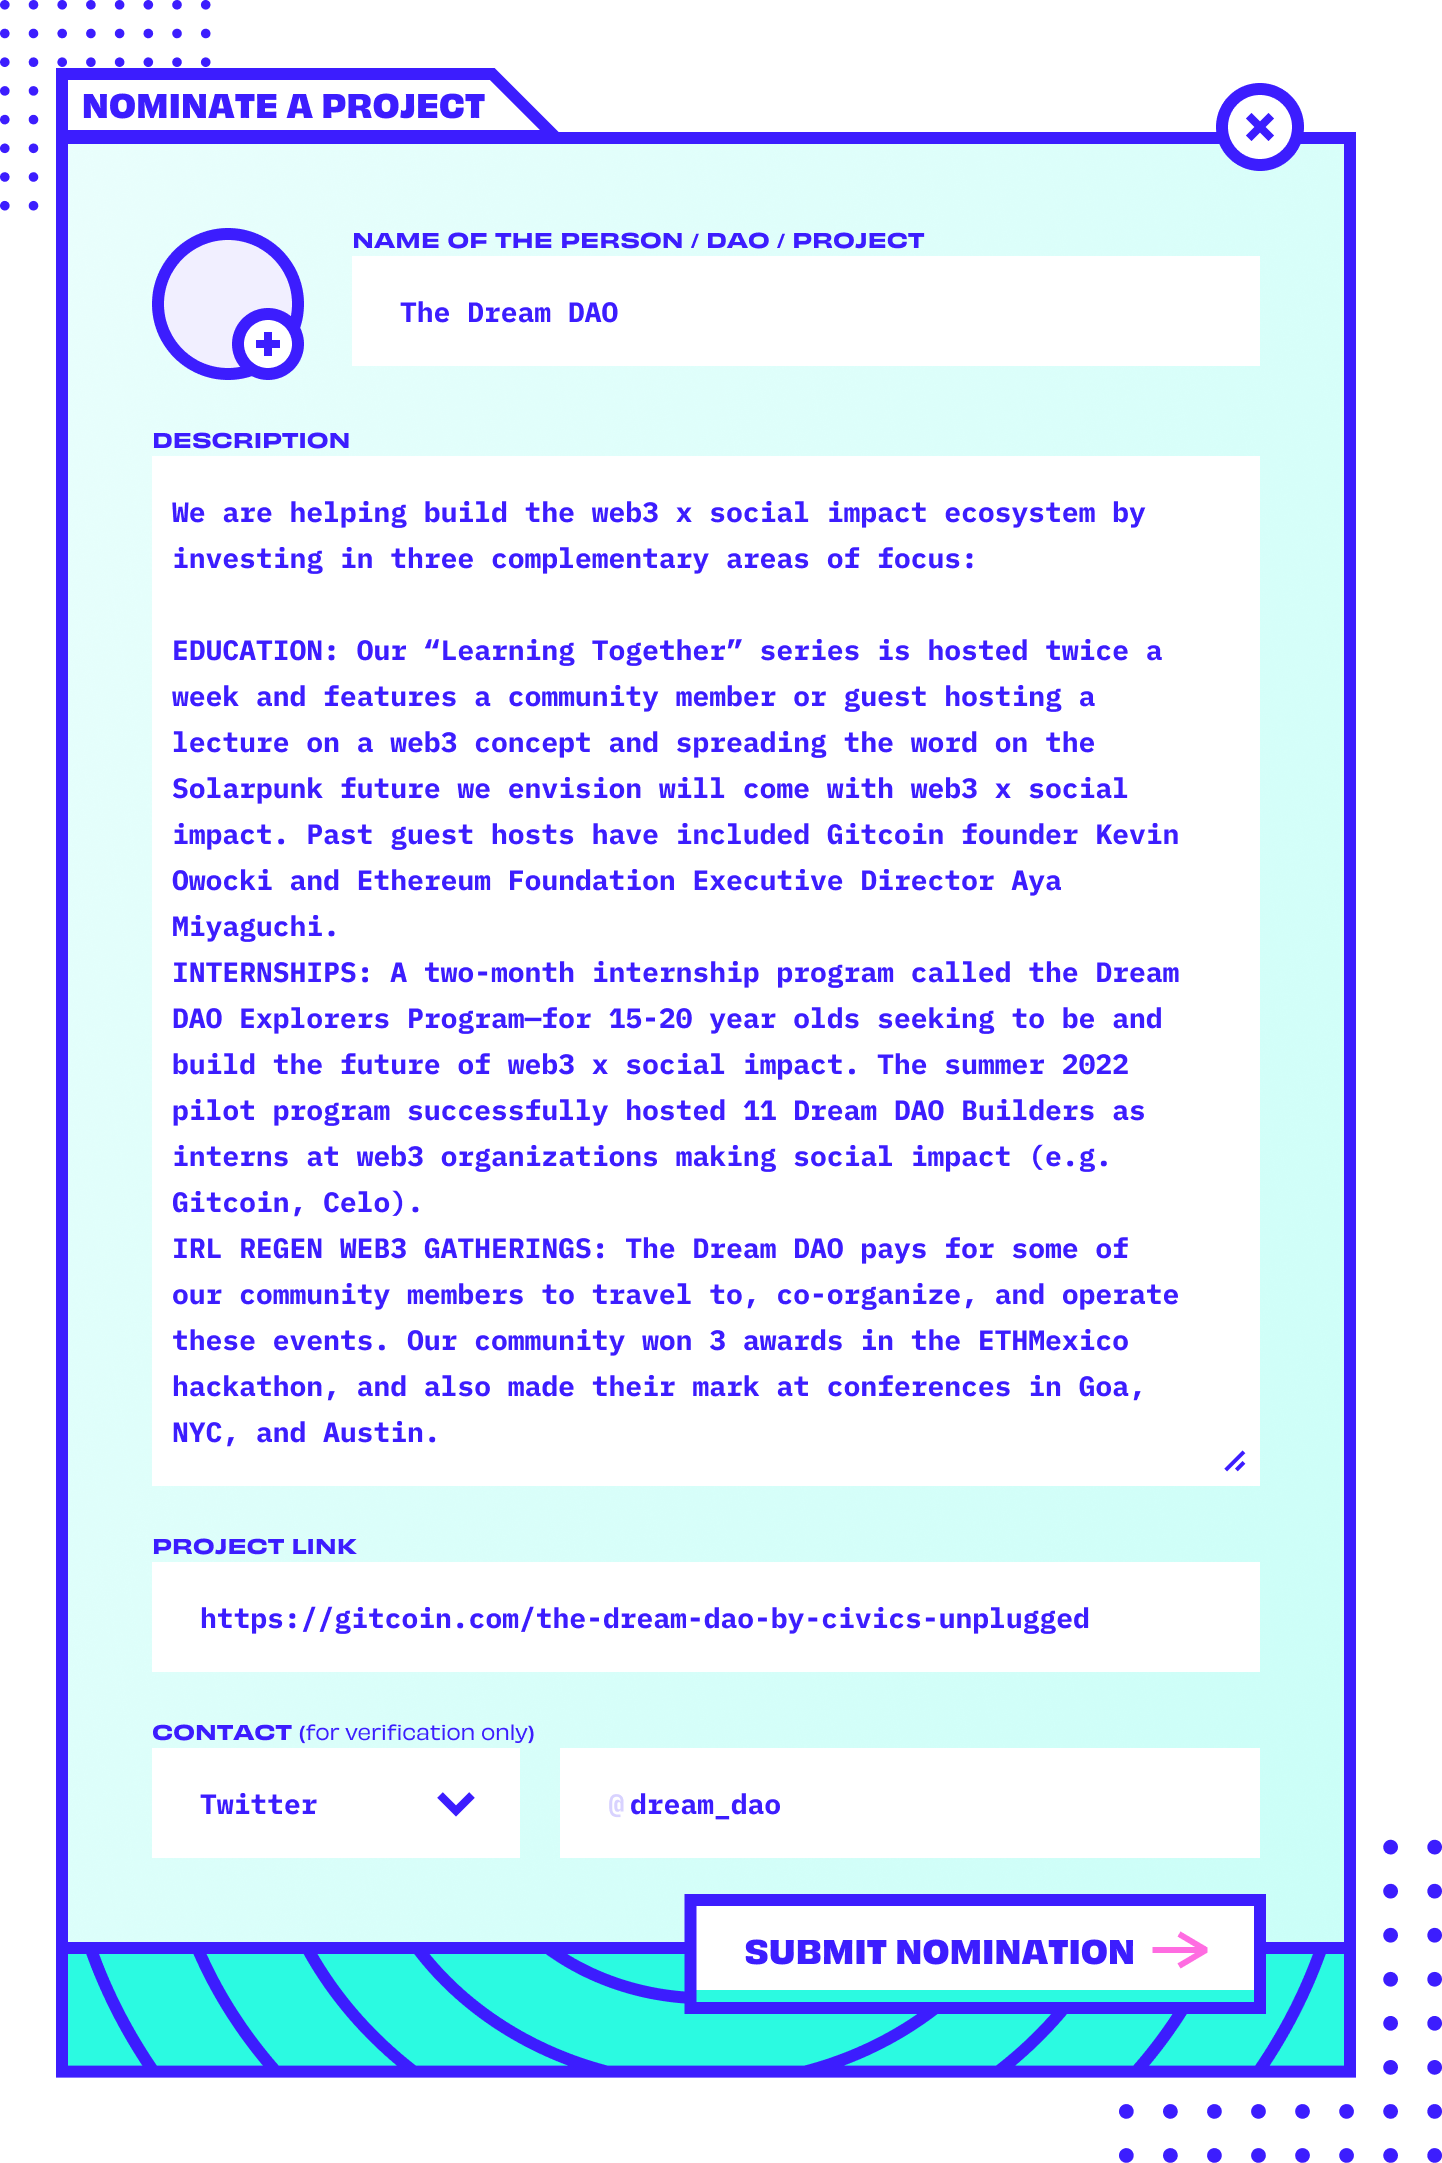 NOMINATE A PROJECT
NAME OF THE PERSON / DAO / PROJECT
The Dream DAO
DESCRIPTION
We are helping build the web3 x social impact ecosystem by
investing in three complementary areas of focus:
EDUCATION: Our “Learning Together” series is hosted twice a
week and features a community member or guest hosting a
lecture on a web3 concept and spreading the word on the
Solarpunk future we envision will come with web3 x social
impact. Past guest hosts have included Gitcoin founder Kevin
Owocki and Ethereum Foundation Executive Director Aya
Miyaguchi.
INTERNSHIPS: A two-month internship program called the Dream
DAO Explorers Program—for 15-20 year olds seeking to be and
build the future of web3 x social impact. The summer 2022
pilot program successfully hosted 11 Dream DAO Builders as
interns at web3 organizations making social impact (e.g.
Gitcoin, Celo).
IRL REGEN WEB3 GATHERINGS: The Dream DAO pays for some of
our community members to travel to, co-organize, and operate
these events. Our community won 3 awards in the ETHMexico
hackathon, and also made their mark at conferences in Goa,
NYC, and Austin.
PROJECT LINK
https://gitcoin.com/the-dream-dao-by-civics-unplugged
CONTACT (for verification only)
Twitter
@dream_dao
SUBMIT NOMINATION